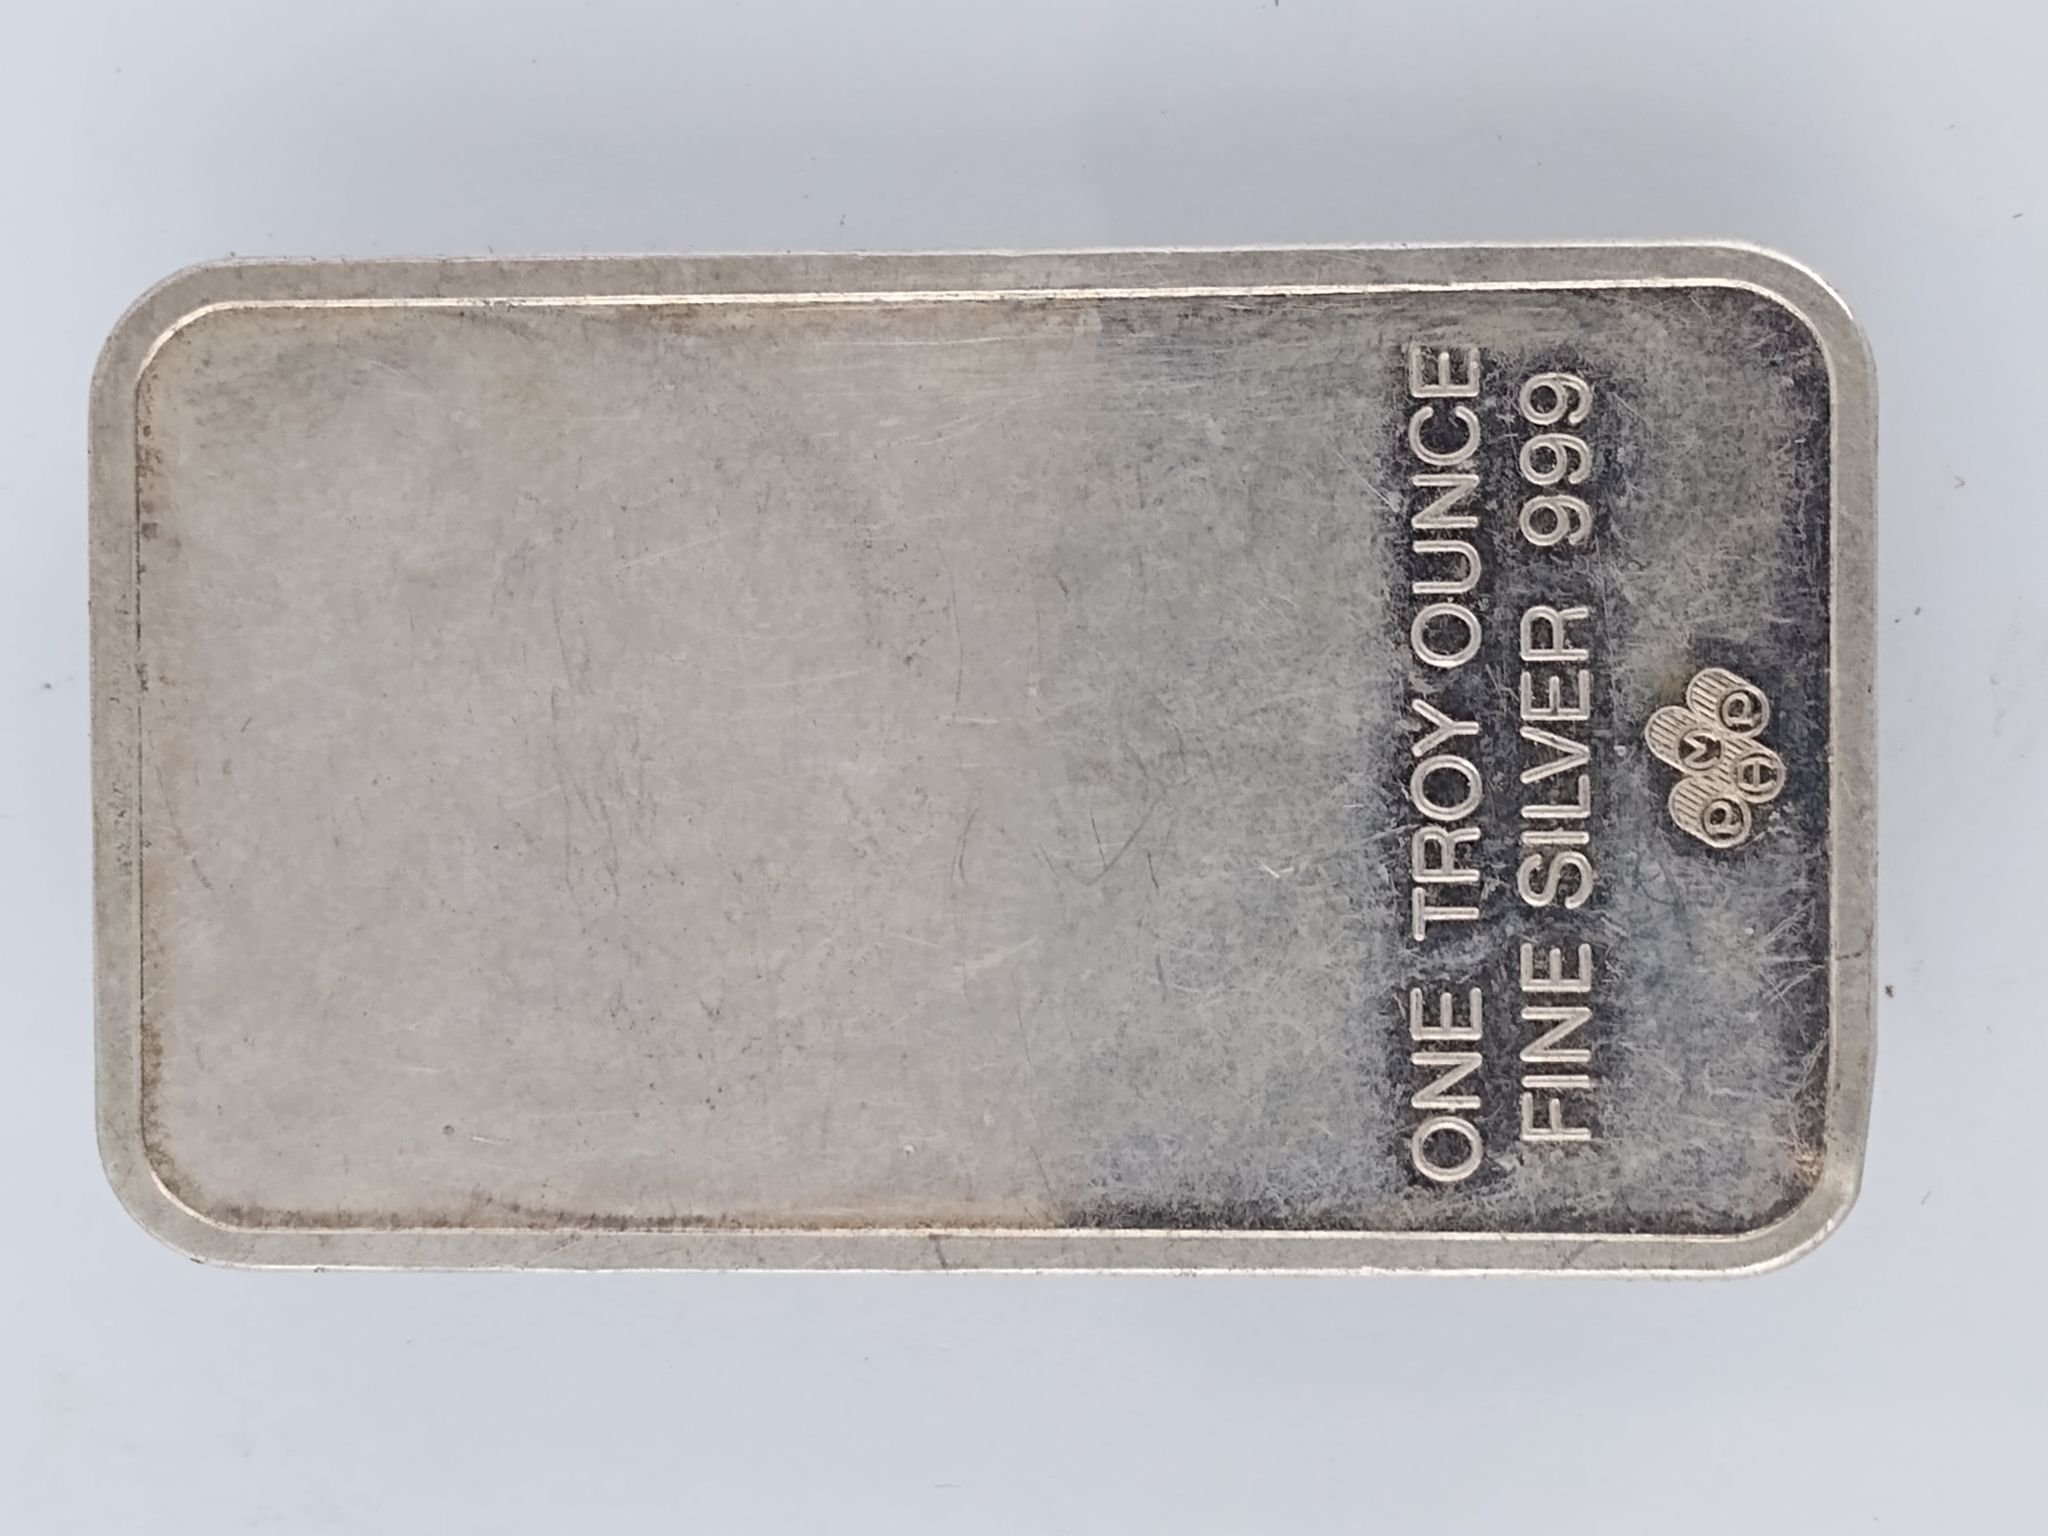 ONE TROY OUNCE
FINE SILVER 999